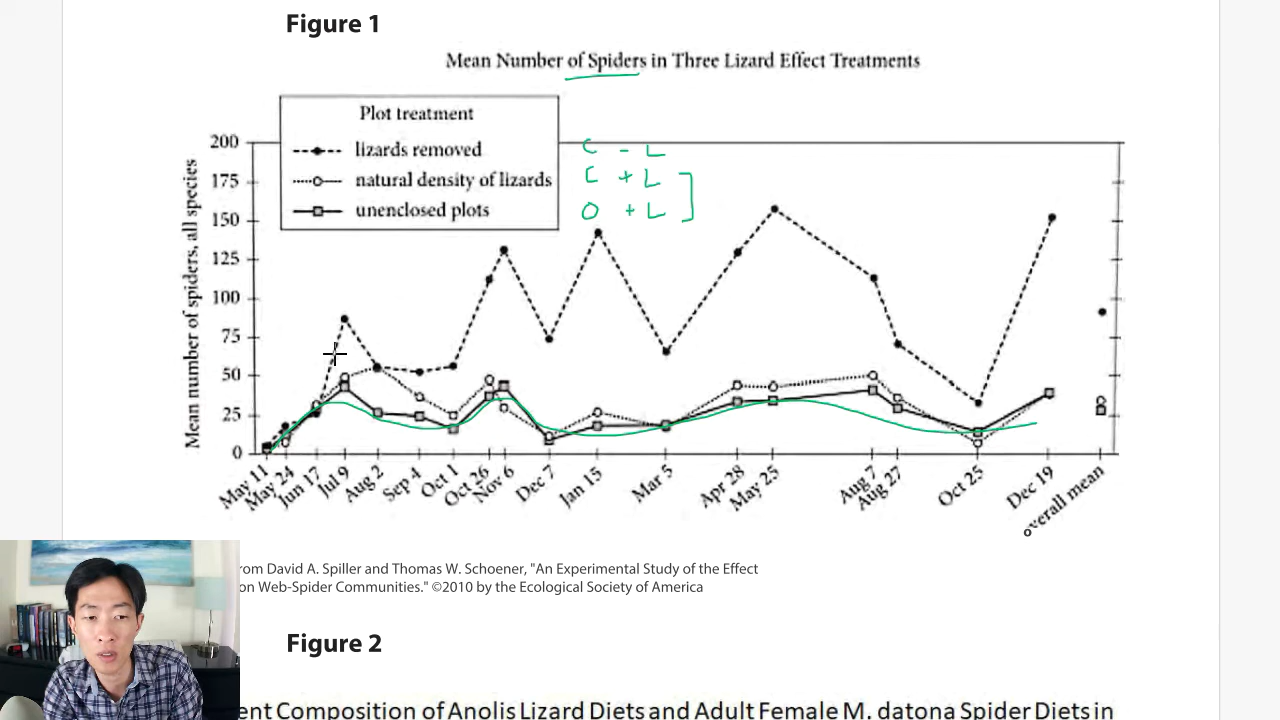 Figure 1
Mean Number of Spiders in Three Lizard Effect Treatments
Plot treatment
lizards removed
natural density of lizards
unenclosed plots
C - L
C + L
O + L
Mean number of spiders, all species
200
175
150
125
100
75
50
25
0
May 11
May 24
Jun 17
Jul 9
Aug 2
Sep 4
Oct 1
Oct 26
Nov 6
Dec 7
Jan 15
Mar 5
Apr 28
May 25
Aug 7
Aug 27
Oct 25
Dec 19
overall mean
rom David A. Spiller and Thomas W. Schoener, "An Experimental Study of the Effect
on Web-Spider Communities." ©2010 by the Ecological Society of America
Figure 2
ent Composition of Anolis Lizard Diets and Adult Female M. datona Spider Diets in